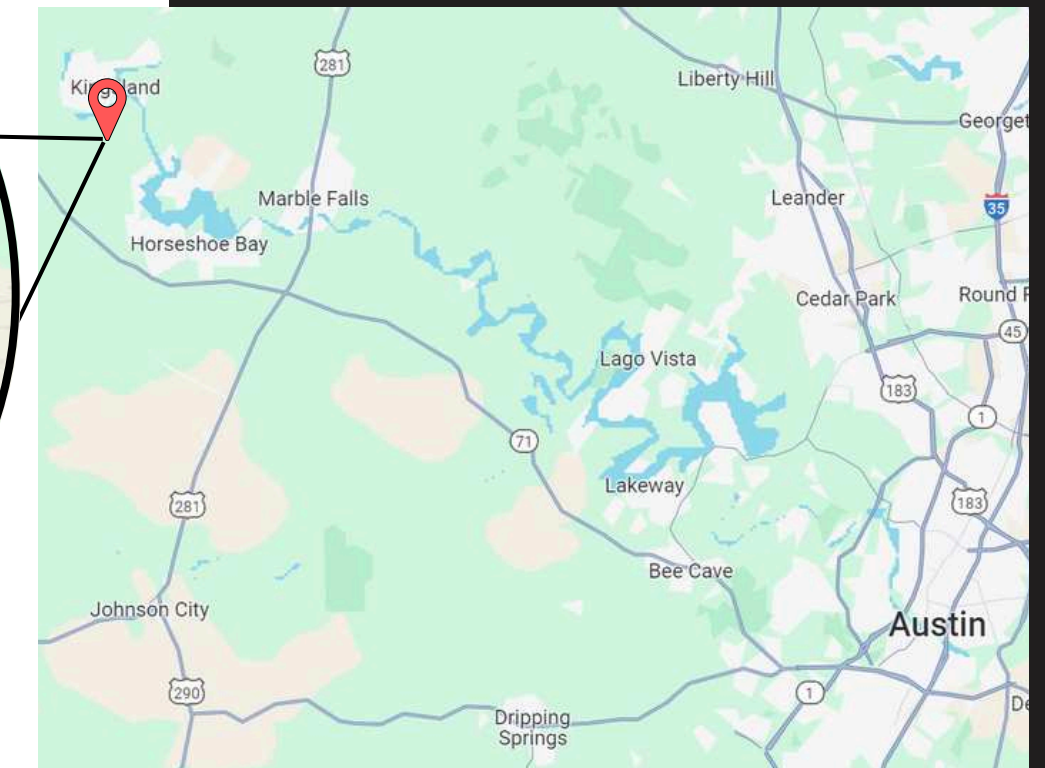 Kingsland
281
Liberty Hill
Georget
Marble Falls
Leander
35
Horseshoe Bay
Cedar Park
Round
45
Lago Vista
183
1
71
Lakeway
183
281
Bee Cave
Johnson City
Austin
290
1
Dripping
Springs
De